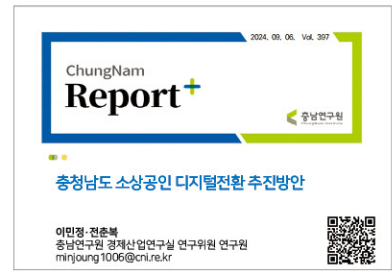 2024. 09. 06. Vol. 397
ChungNam
Report+
충남연구원
충청남도 소상공인 디지털전환 추진방안
이민정·전춘복
충남연구원 경제산업연구실 연구위원 연구원
minjoung1006@cni.re.kr